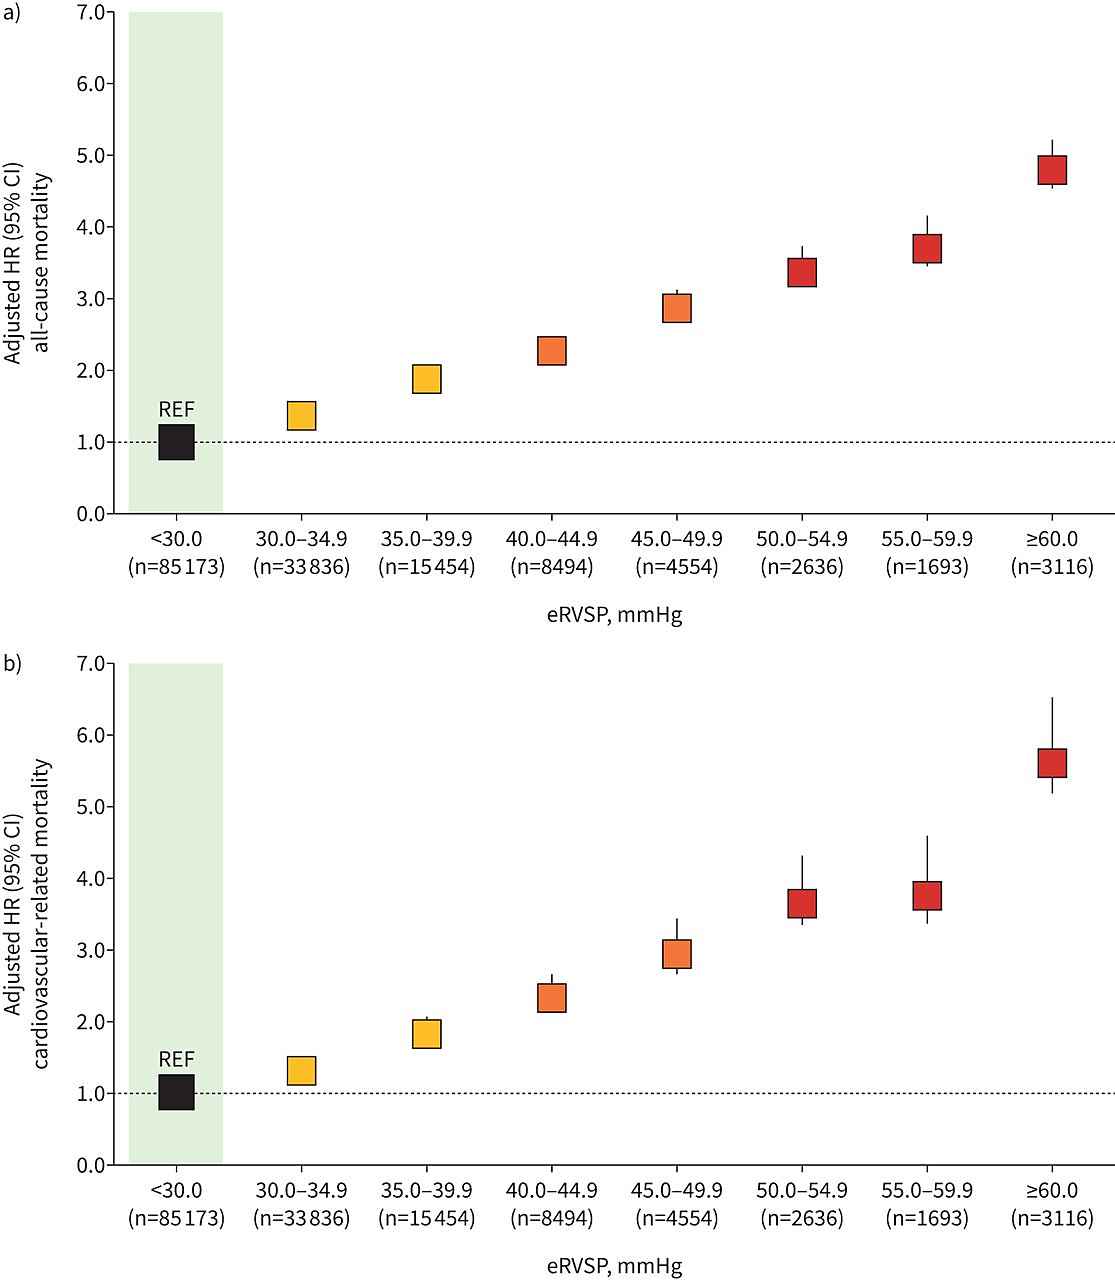 a)
Adjusted HR (95% CI)
all-cause mortality
7.0
6.0
5.0
4.0
3.0
2.0
1.0
0.0
REF
<30.0 30.0–34.9 35.0–39.9 40.0–44.9 45.0–49.9 50.0–54.9 55.0–59.9 ≥60.0
(n=85 173) (n=33 836) (n=15 454) (n=8494) (n=4554) (n=2636) (n=1693) (n=3116)
eRVSP, mmHg
b)
Adjusted HR (95% CI)
cardiovascular-related mortality
7.0
6.0
5.0
4.0
3.0
2.0
1.0
0.0
REF
<30.0 30.0–34.9 35.0–39.9 40.0–44.9 45.0–49.9 50.0–54.9 55.0–59.9 ≥60.0
(n=85 173) (n=33 836) (n=15 454) (n=8494) (n=4554) (n=2636) (n=1693) (n=3116)
eRVSP, mmHg